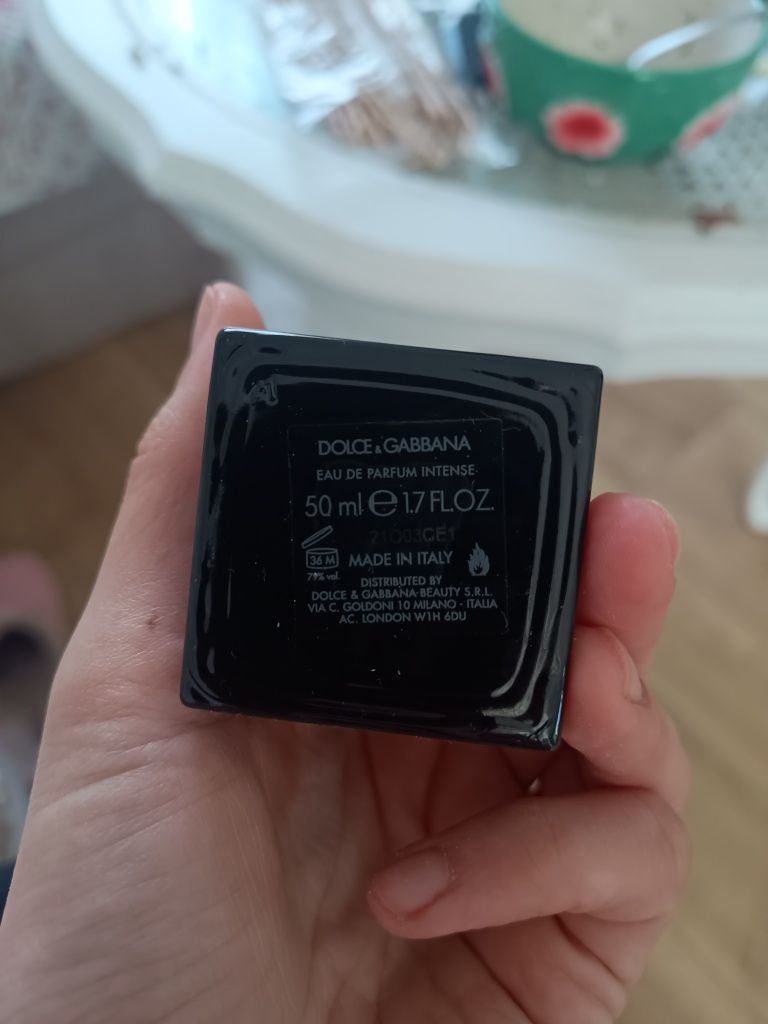 DOLCE & GABBANA
EAU DE PARFUM INTENSE
50 ml e 1.7 FL.OZ.
36 M
MADE IN ITALY
79% vol.
DISTRIBUTED BY
DOLCE & GABBANA BEAUTY S.R.L.
VIA C. GOLDONI 10 MILANO - ITALIA
AC. LONDON W1H 6DU